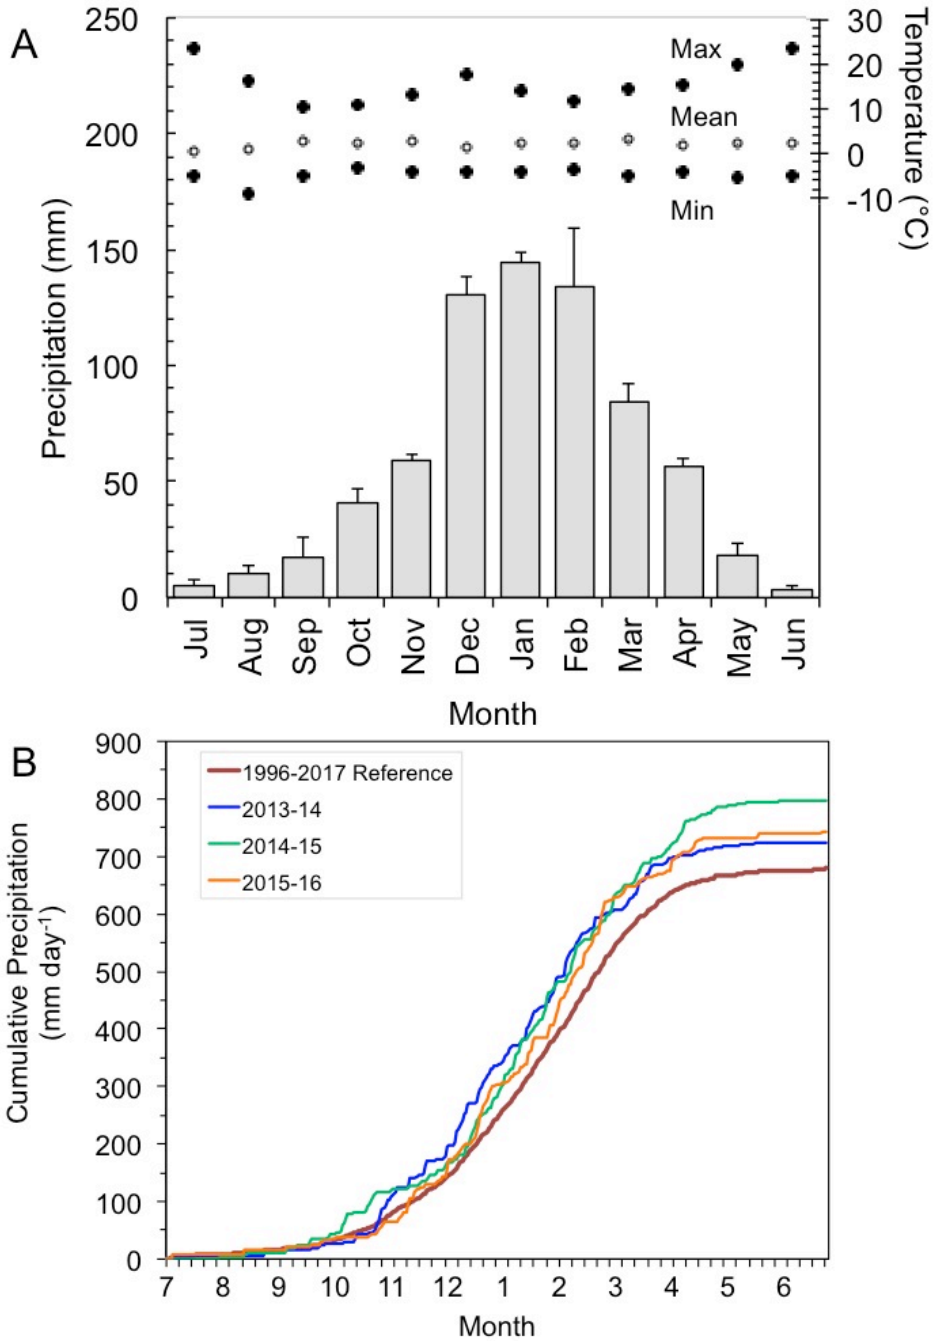 A
250
200
150
100
50
0
Precipitation (mm)
30
20
10
0
-10
Temperature (°C)
Max
Mean
Min
Jul Aug Sep Oct Nov Dec Jan Feb Mar Apr May Jun
Month
B
900
800
700
600
500
400
300
200
100
0
Cumulative Precipitation
(mm day-1)
1996-2017 Reference
2013-14
2014-15
2015-16
7 8 9 10 11 12 1 2 3 4 5 6
Month